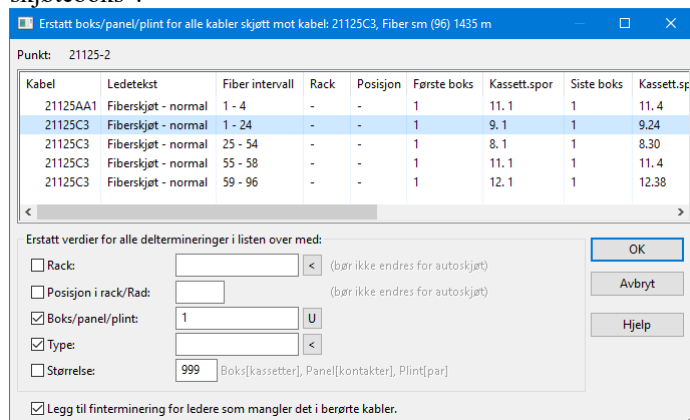 skjøteboks .
Erstatt boks/panel/plint for alle kabler skjøtt mot kabel: 21125C3, Fiber sm (96) 1435 m
Punkt: 21125-2
Kabel Ledetekst Fiber intervall Rack Posisjon Første boks Kassett.spor Siste boks Kassett.sp
21125AA1 Fiberskjøt - normal 1 - 4 - - 1 11. 1 1 11. 4
21125C3 Fiberskjøt - normal 1 - 24 - - 1 9. 1 1 9.24
21125C3 Fiberskjøt - normal 25 - 54 - - 1 8. 1 1 8.30
21125C3 Fiberskjøt - normal 55 - 58 - - 1 11. 1 1 11. 4
21125C3 Fiberskjøt - normal 59 - 96 - - 1 12. 1 1 12.38
Erstatt verdier for alle deltermineringer i listen over med:
Rack: < (bør ikke endres for autoskjøt)
Posisjon i rack/Rad: (bør ikke endres for autoskjøt)
Boks/panel/plint: 1 U
Type: <
Størrelse: 999 Boks[kassetter], Panel[kontakter], Plint[par]
OK
Avbryt
Hjelp
Legg til finterminering for ledere som mangler det i berørte kabler.